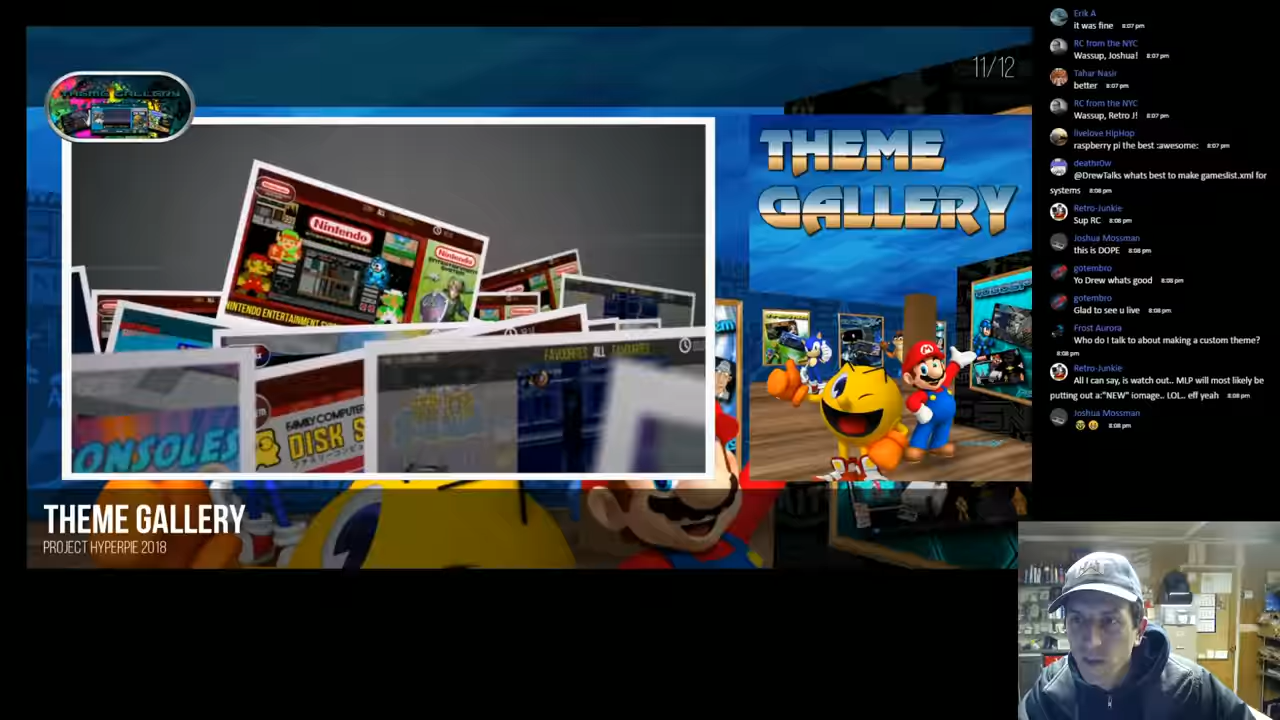 11/12
THEME GALLERY
THEME
GALLERY
Nintendo
Nintendo
ENTERTAINMENT
SYSTEM
FAVOURITES ALL FAVOURITES
CONSOLES
FAMILY COMPUTER
DISK S
THEME GALLERY
PROJECT HYPERPIE 2018
Erik A
it was fine 8:07 pm
RC from the NYC
Wassup, Joshua! 8:07 pm
Tahar Nasir
better 8:07 pm
RC from the NYC
Wassup, Retro J! 8:07 pm
livelove HipHop
raspberry pi the best :awesome: 8:07 pm
deathr0w
@DrewTalks whats best to make gameslist.xml for
systems 8:08 pm
Retro-Junkie
Sup RC 8:08 pm
Joshua Mossman
this is DOPE 8:08 pm
gotembro
Yo Drew whats good 8:08 pm
gotembro
Glad to see u live 8:08 pm
Frost Aurora
Who do I talk to about making a custom theme?
8:08 pm
Retro-Junkie
All I can say, is watch out.. MLP will most likely be
putting out a:"NEW" iomage.. LOL.. eff yeah 8:08 pm
Joshua Mossman
8:08 pm